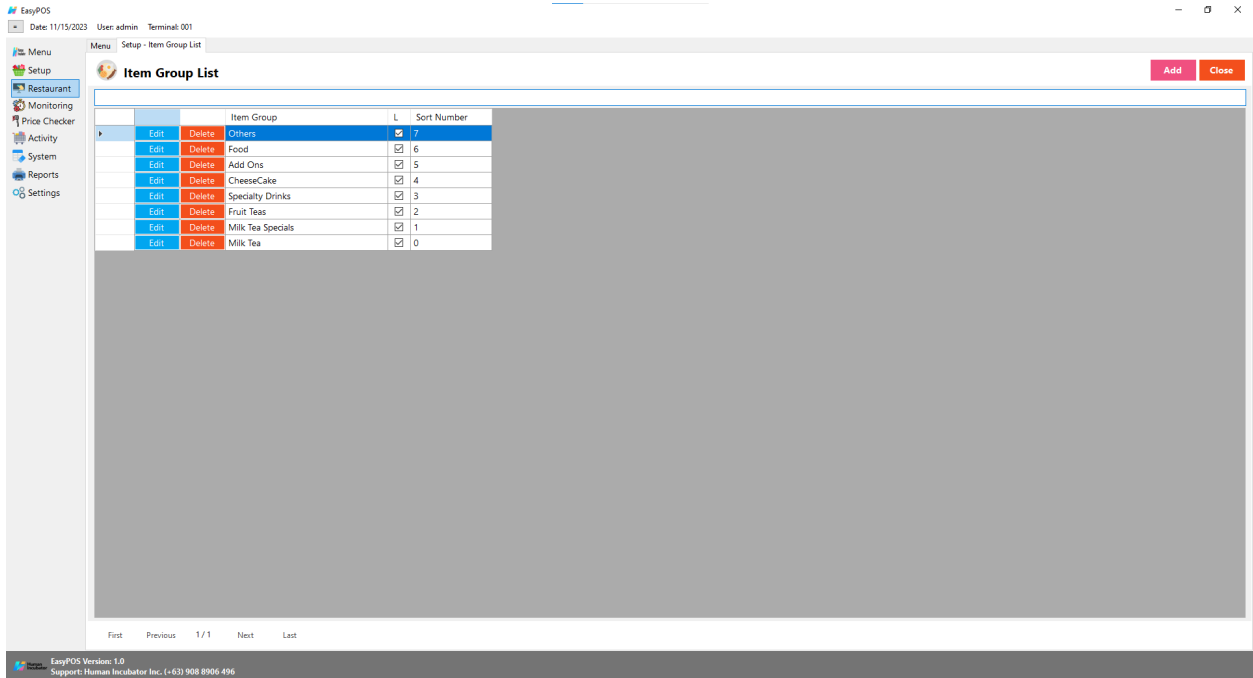 EasyPOS
Date: 11/15/2023 User: admin Terminal: 001
Menu
Setup
Restaurant
Monitoring
Price Checker
Activity
System
Reports
Settings
Menu Setup - Item Group List
Item Group List
Add Close
Item Group L Sort Number
Edit Delete Others 7
Edit Delete Food 6
Edit Delete Add Ons 5
Edit Delete CheeseCake 4
Edit Delete Specialty Drinks 3
Edit Delete Fruit Teas 2
Edit Delete Milk Tea Specials 1
Edit Delete Milk Tea 0
First Previous 1 / 1 Next Last
Human Incubator
EasyPOS Version: 1.0
Support: Human Incubator Inc. (+63) 908 8906 496